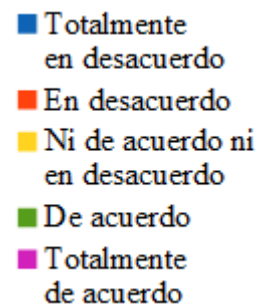 Totalmente
en desacuerdo
En desacuerdo
Ni de acuerdo ni
en desacuerdo
De acuerdo
Totalmente
de acuerdo